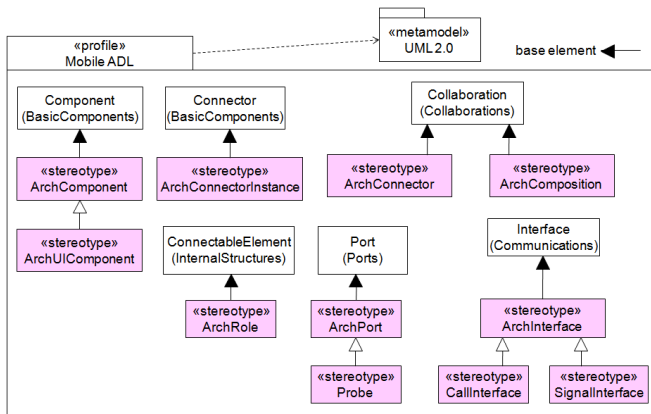 «profile»
Mobile ADL
«metamodel»
UML 2.0
base element
Component
(BasicComponents)
Connector
(BasicComponents)
Collaboration
(Collaborations)
«stereotype»
ArchComponent
«stereotype»
ArchConnectorInstance
«stereotype»
ArchConnector
«stereotype»
ArchComposition
«stereotype»
ArchUIComponent
ConnectableElement
(InternalStructures)
Port
(Ports)
Interface
(Communications)
«stereotype»
ArchRole
«stereotype»
ArchPort
«stereotype»
ArchInterface
«stereotype»
Probe
«stereotype»
CallInterface
«stereotype»
SignalInterface